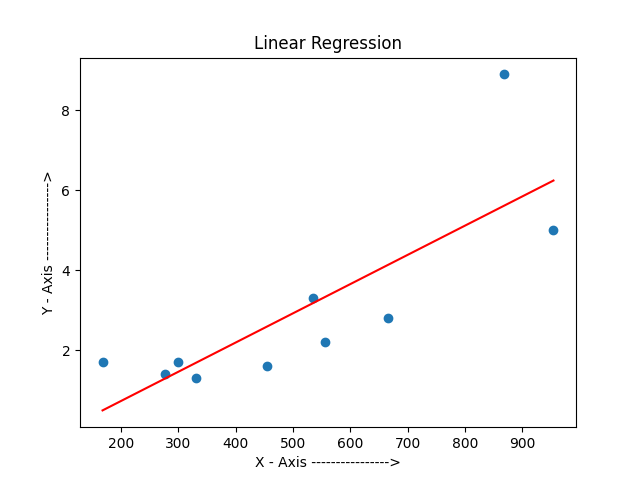 Linear Regression
8
6
4
2
Y - Axis ---------------->
200 300 400 500 600 700 800 900
X - Axis ---------------->